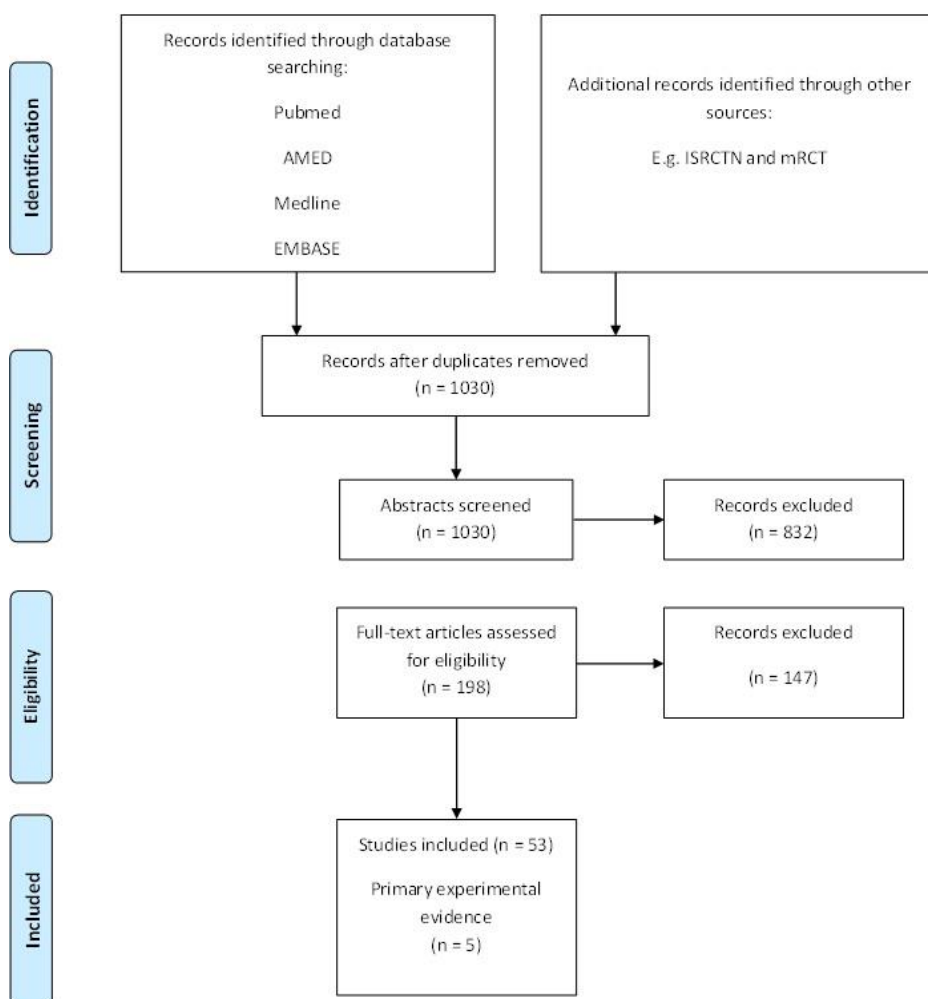 Identification
Records identified through database
searching:
Pubmed
AMED
Medline
EMBASE
Additional records identified through other
sources:
E.g. ISRCTN and mRCT
Screening
Records after duplicates removed
(n = 1030)
Abstracts screened
(n = 1030)
Records excluded
(n = 832)
Eligibility
Full-text articles assessed
for eligibility
(n = 198)
Records excluded
(n = 147)
Included
Studies included (n = 53)
Primary experimental
evidence
(n = 5)